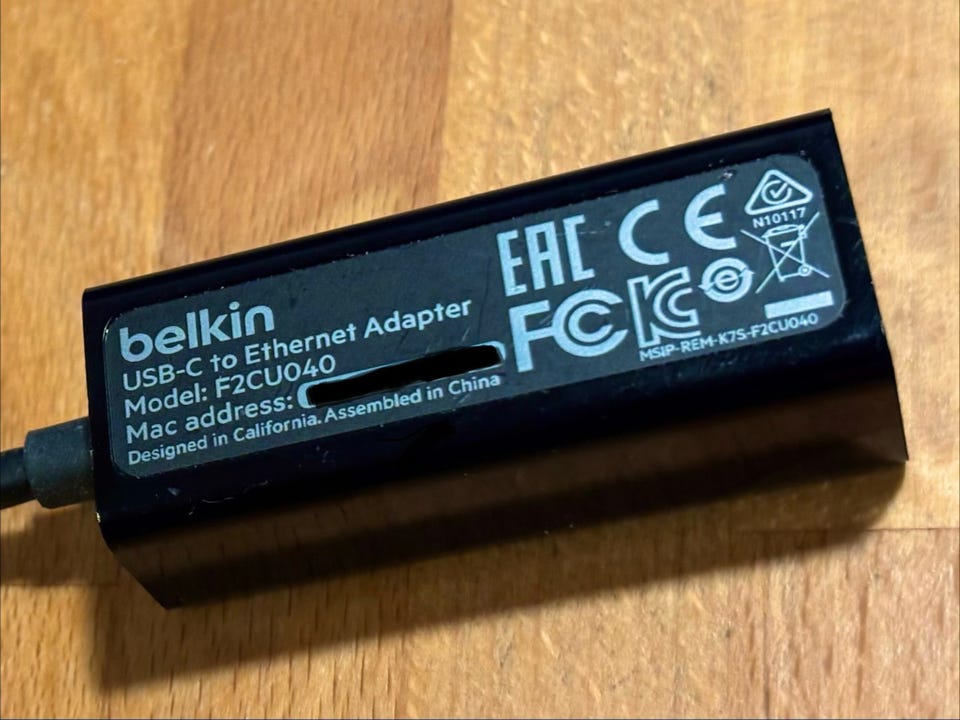 belkin
USB-C to Ethernet Adapter
Model: F2CU040
Mac address:
Designed in California. Assembled in China
EAC CE
N10117
FC KC e
MSIP-REM-K7S-F2CU040